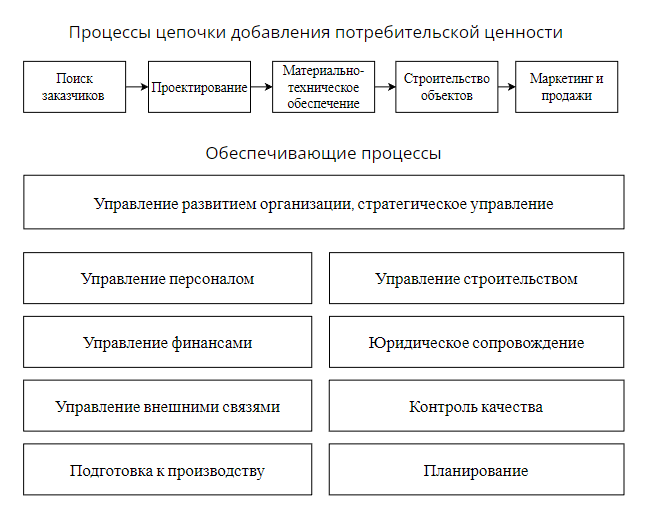 Процессы цепочки добавления потребительской ценности
Поиск
заказчиков
Проектирование
Материально-
техническое
обеспечение
Строительство
объектов
Маркетинг и
продажи
Обеспечивающие процессы
Управление развитием организации, стратегическое управление
Управление персоналом
Управление строительством
Управление финансами
Юридическое сопровождение
Управление внешними связями
Контроль качества
Подготовка к производству
Планирование